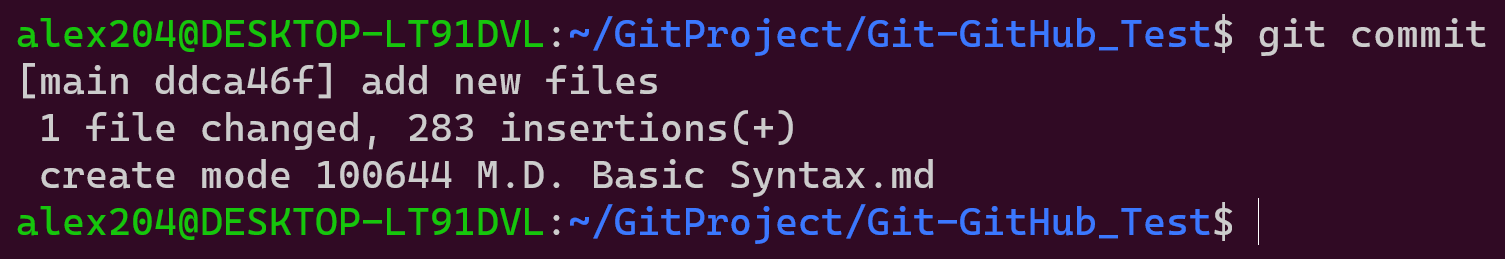 alex204@DESKTOP-LT91DVL:~/GitProject/Git-GitHub_Test$ git commit
[main ddca46f] add new files
 1 file changed, 283 insertions(+)
 create mode 100644 M.D. Basic Syntax.md
alex204@DESKTOP-LT91DVL:~/GitProject/Git-GitHub_Test$